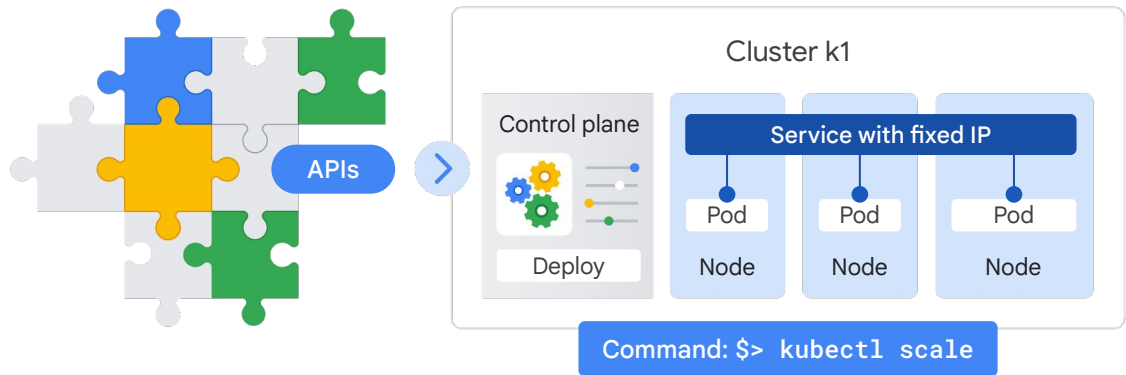 Cluster k1
APIs
Control plane
Deploy
Service with fixed IP
Pod
Pod
Pod
Node
Node
Node
Command: $> kubectl scale